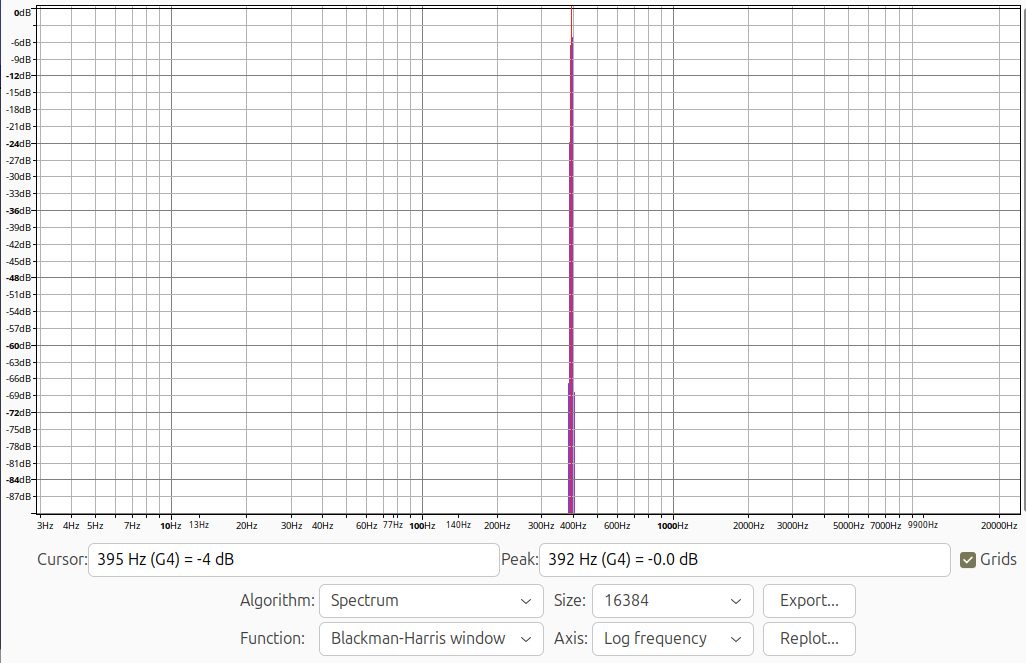 0dB
-6dB
-9dB
-12dB
-15dB
-18dB
-21dB
-24dB
-27dB
-30dB
-33dB
-36dB
-39dB
-42dB
-45dB
-48dB
-51dB
-54dB
-57dB
-60dB
-63dB
-66dB
-69dB
-72dB
-75dB
-78dB
-81dB
-84dB
-87dB
3Hz 4Hz 5Hz 7Hz 10Hz 13Hz 20Hz 30Hz 40Hz 60Hz 77Hz 100Hz 140Hz 200Hz 300Hz 400Hz 600Hz 1000Hz 2000Hz 3000Hz 5000Hz 7000Hz 9900Hz 20000Hz
Cursor: 395 Hz (G4) = -4 dB Peak: 392 Hz (G4) = -0.0 dB Grids
Algorithm: Spectrum Size: 16384 Export...
Function: Blackman-Harris window Axis: Log frequency Replot...